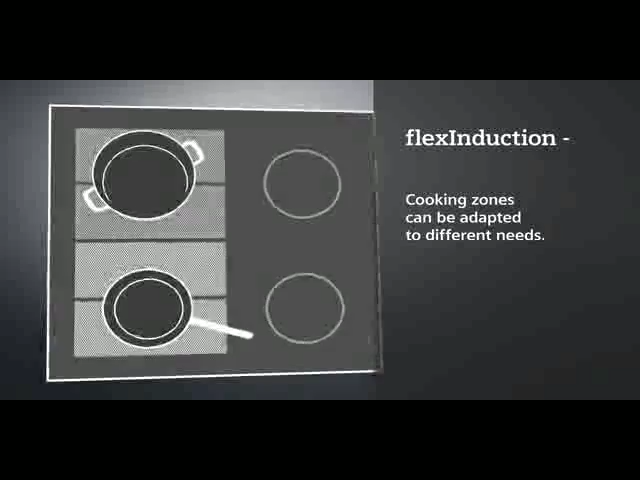 flexInduction -
Cooking zones
can be adapted
to different needs.